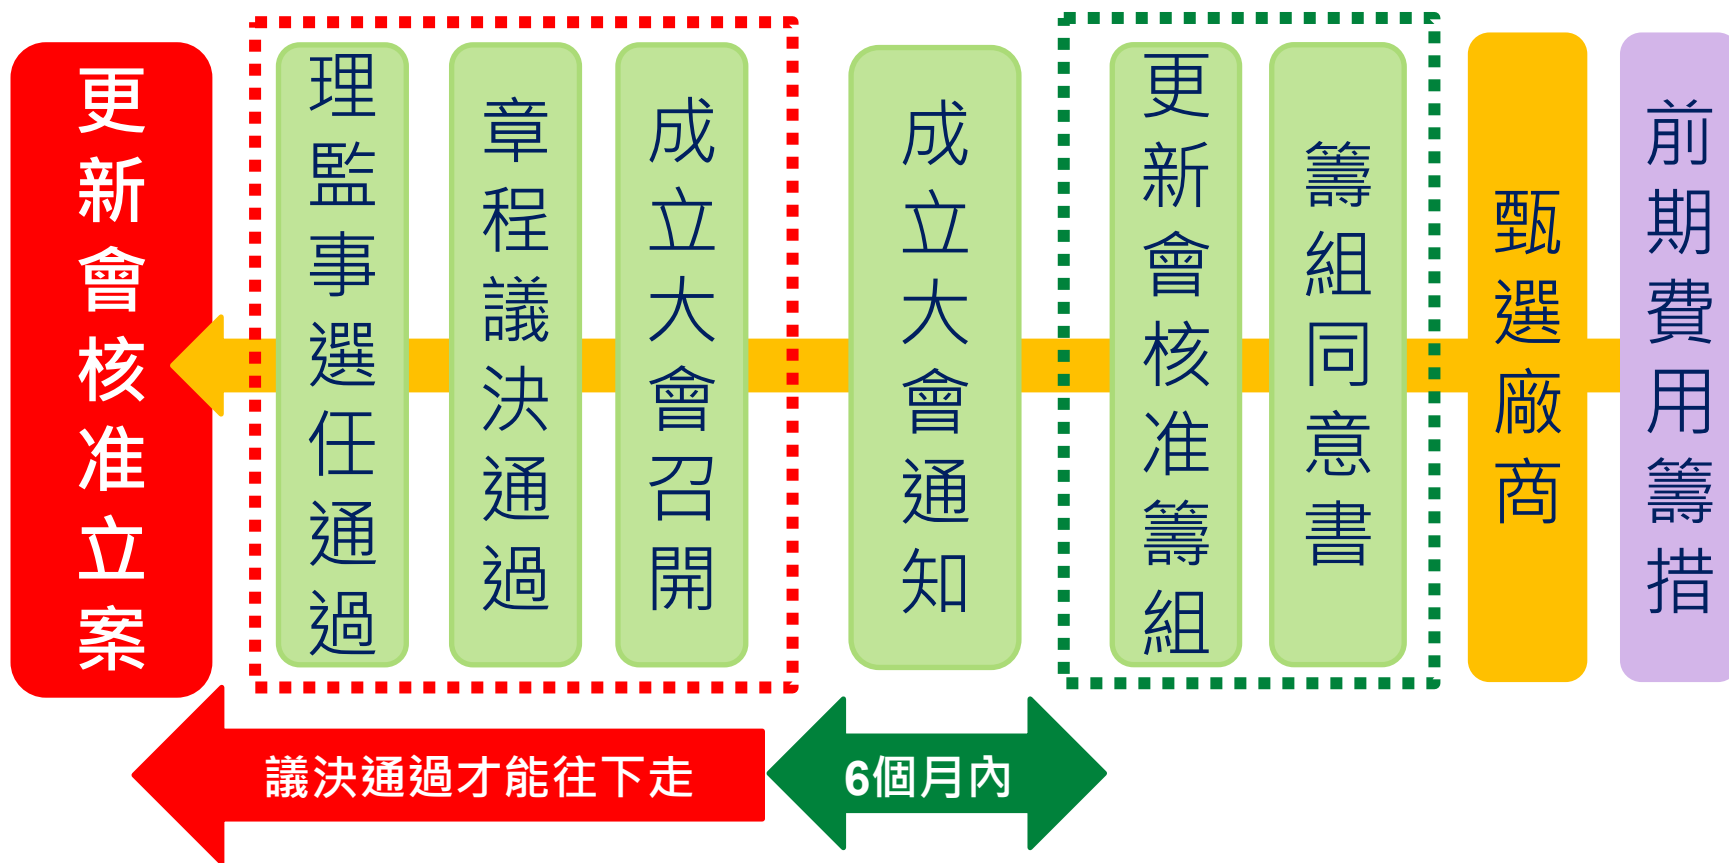 前期費用籌措
甄選廠商
籌組同意書
更新會核准籌組
成立大會通知
成立大會召開
章程議決通過
理監事選任通過
更新會核准立案
議決通過才能往下走
6個月內